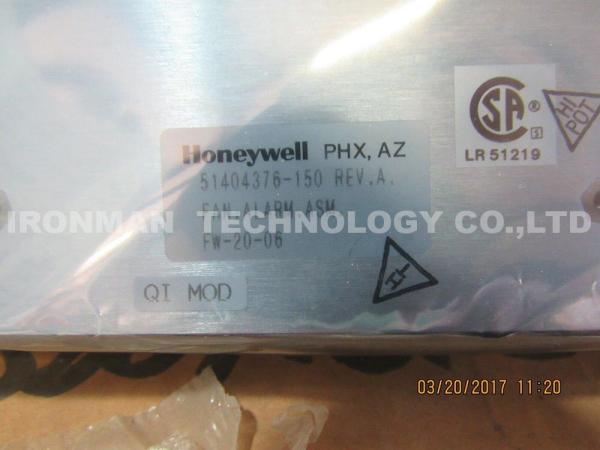 Honeywell PHX, AZ
51404376-150 REV.A.
FAN ALARM ASM
FW-20-06
QI MOD
SA ®
S
LR 51219
HI
POT
IRONMAN TECHNOLOGY CO.,LTD
03/20/2017 11:20